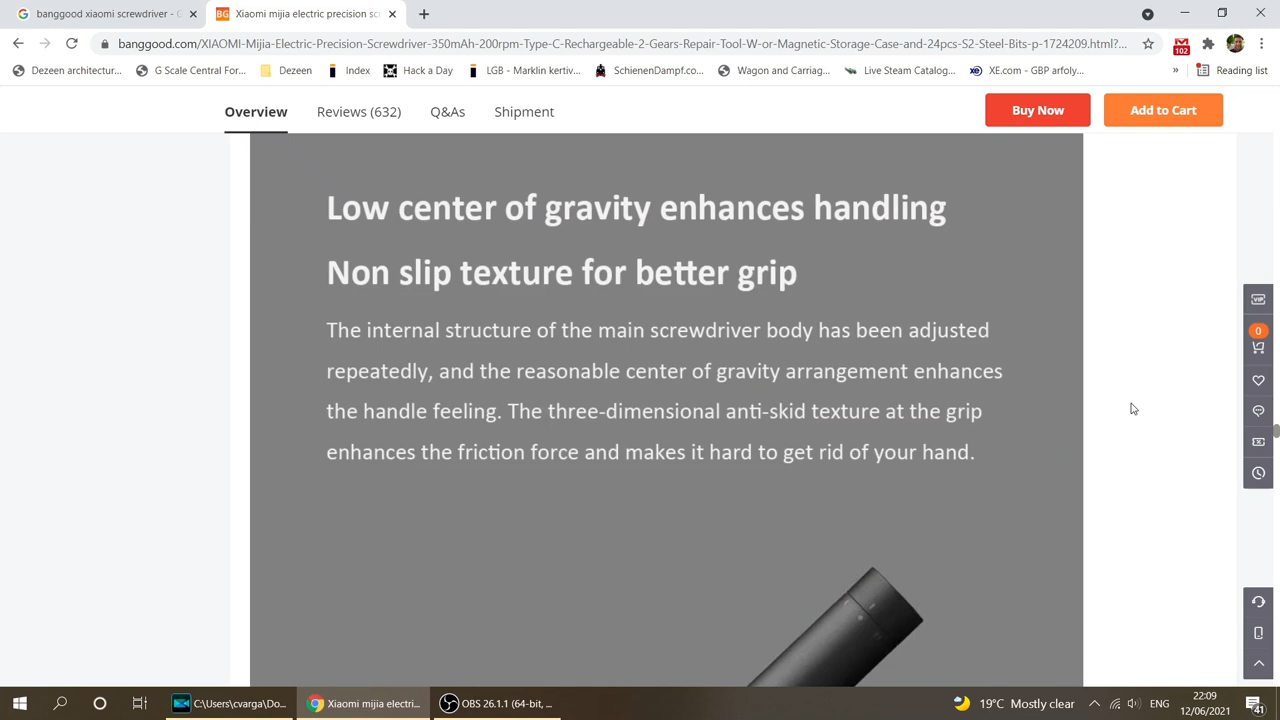 banggood xiaomi screwdriver - G
Xiaomi mijia electric precision scr
banggood.com/XIAOMI-Mijia-Electric-Precision-Screwdriver-350mAh-200rpm-Type-C-Rechargeable-2-Gears-Repair-Tool-W-or-Magnetic-Storage-Case-and-24pcs-S2-Steel-Bits-p-1724209.html?...
102
Dezeen architectur...
G Scale Central For...
Dezeen
Index
Hack a Day
LGB - Marklin kertiv...
SchienenDampf.co...
Wagon and Carriag...
Live Steam Catalog...
XE.com - GBP arfoly...
»
Reading list
Overview
Reviews (632)
Q&As
Shipment
Buy Now
Add to Cart
Low center of gravity enhances handling
Non slip texture for better grip
The internal structure of the main screwdriver body has been adjusted
repeatedly, and the reasonable center of gravity arrangement enhances
the handle feeling. The three-dimensional anti-skid texture at the grip
enhances the friction force and makes it hard to get rid of your hand.
VIP
0
C:\Users\cvarga\Do...
Xiaomi mijia electri...
OBS 26.1.1 (64-bit, ...
19°C Mostly clear
ENG
22:09
12/06/2021
41